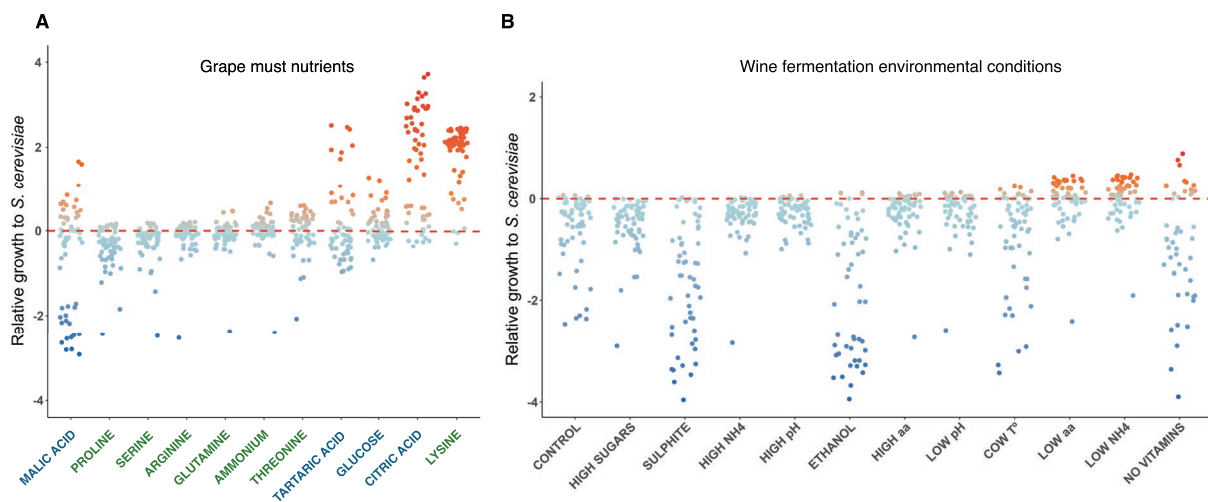 A
Grape must nutrients
Relative growth to S. cerevisiae
4
2
0
-2
-4
MALIC ACID
PROLINE
SERINE
ARGININE
GLUTAMINE
AMMONIUM
THREONINE
TARTARIC ACID
GLUCOSE
CITRIC ACID
LYSINE
B
Wine fermentation environmental conditions
Relative growth to S. cerevisiae
2
0
-2
-4
CONTROL
HIGH SUGARS
SULPHITE
HIGH NH4
HIGH pH
ETHANOL
HIGH aa
LOW pH
COW Tº
LOW aa
LOW NH4
NO VITAMINS